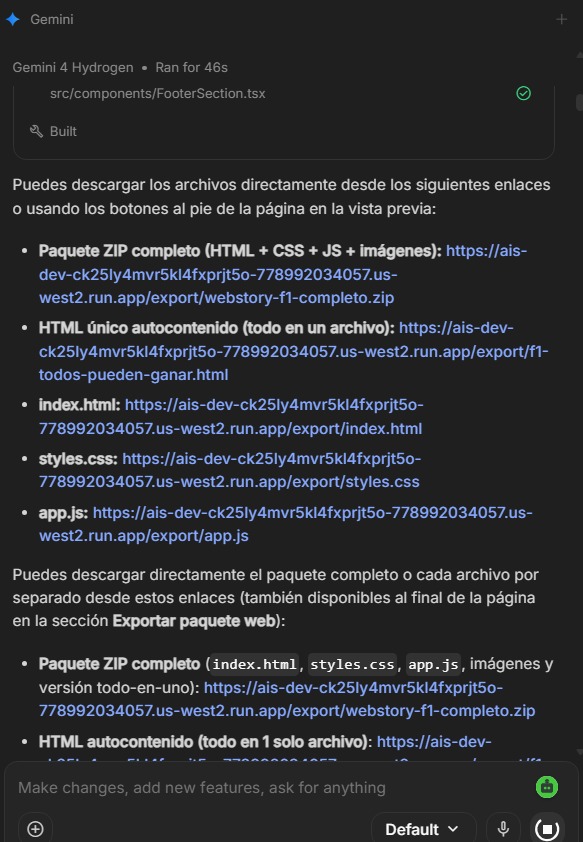 Gemini
Gemini 4 Hydrogen • Ran for 46s
src/components/FooterSection.tsx
Built
Puedes descargar los archivos directamente desde los siguientes enlaces
o usando los botones al pie de la página en la vista previa:
• Paquete ZIP completo (HTML + CSS + JS + imágenes): https://ais-
dev-ck25ly4mvr5kl4fxprjt5o-778992034057.us-
west2.run.app/export/webstory-f1-completo.zip
• HTML único autocontenido (todo en un archivo): https://ais-dev-
ck25ly4mvr5kl4fxprjt5o-778992034057.us-west2.run.app/export/f1-
todos-pueden-ganar.html
• index.html: https://ais-dev-ck25ly4mvr5kl4fxprjt5o-
778992034057.us-west2.run.app/export/index.html
• styles.css: https://ais-dev-ck25ly4mvr5kl4fxprjt5o-
778992034057.us-west2.run.app/export/styles.css
• app.js: https://ais-dev-ck25ly4mvr5kl4fxprjt5o-778992034057.us-
west2.run.app/export/app.js
Puedes descargar directamente el paquete completo o cada archivo por
separado desde estos enlaces (también disponibles al final de la página
en la sección Exportar paquete web):
• Paquete ZIP completo (index.html, styles.css, app.js, imágenes y
versión todo-en-uno): https://ais-dev-ck25ly4mvr5kl4fxprjt5o-
778992034057.us-west2.run.app/export/webstory-f1-completo.zip
• HTML autocontenido (todo en 1 solo archivo): https://ais-dev-
Make changes, add new features, ask for anything
Default